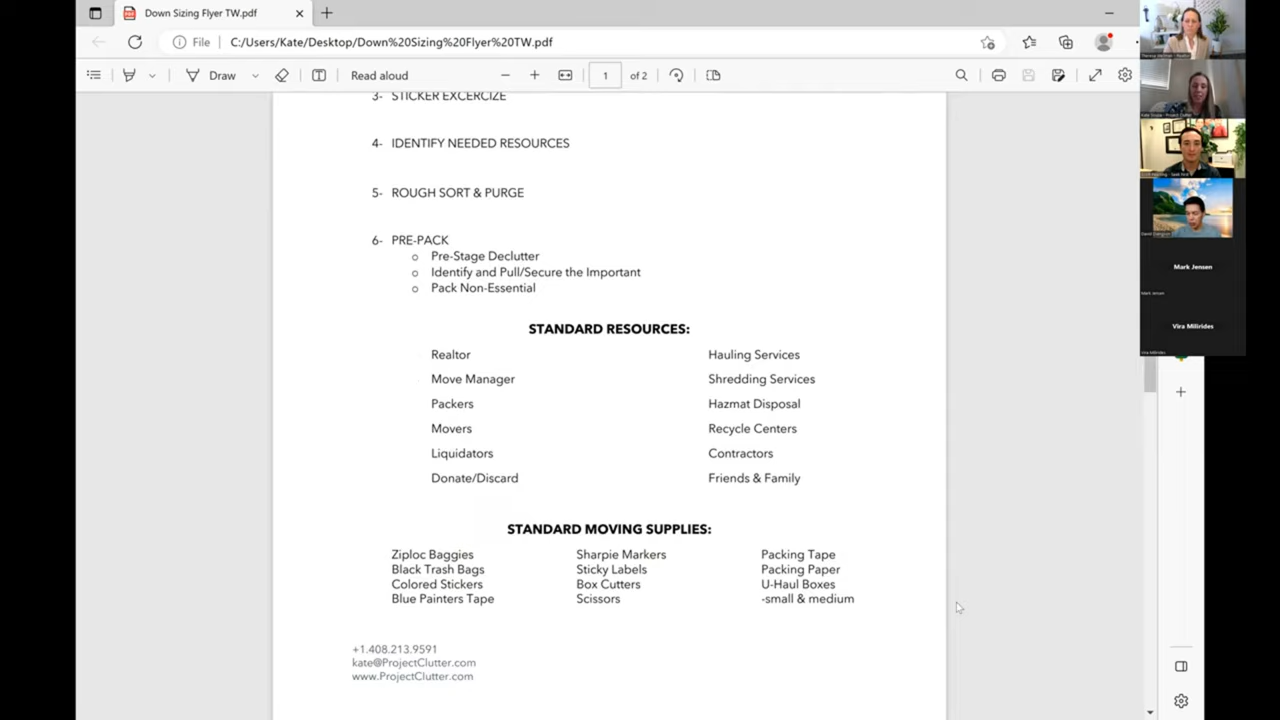 Down Sizing Flyer TW.pdf
File
C:/Users/Kate/Desktop/Down%20Sizing%20Flyer%20TW.pdf
Draw
Read aloud
1 of 2
3- STICKER EXCERCIZE
4- IDENTIFY NEEDED RESOURCES
5- ROUGH SORT & PURGE
6- PRE-PACK
o Pre-Stage Declutter
o Identify and Pull/Secure the Important
o Pack Non-Essential
STANDARD RESOURCES:
Realtor Hauling Services
Move Manager Shredding Services
Packers Hazmat Disposal
Movers Recycle Centers
Liquidators Contractors
Donate/Discard Friends & Family
STANDARD MOVING SUPPLIES:
Ziploc Baggies Sharpie Markers Packing Tape
Black Trash Bags Sticky Labels Packing Paper
Colored Stickers Box Cutters U-Haul Boxes
Blue Painters Tape Scissors -small & medium
+1.408.213.9591
kate@ProjectClutter.com
www.ProjectClutter.com
Mark Jensen
Mark Jensen
Vira Milirides
Vira Milirides